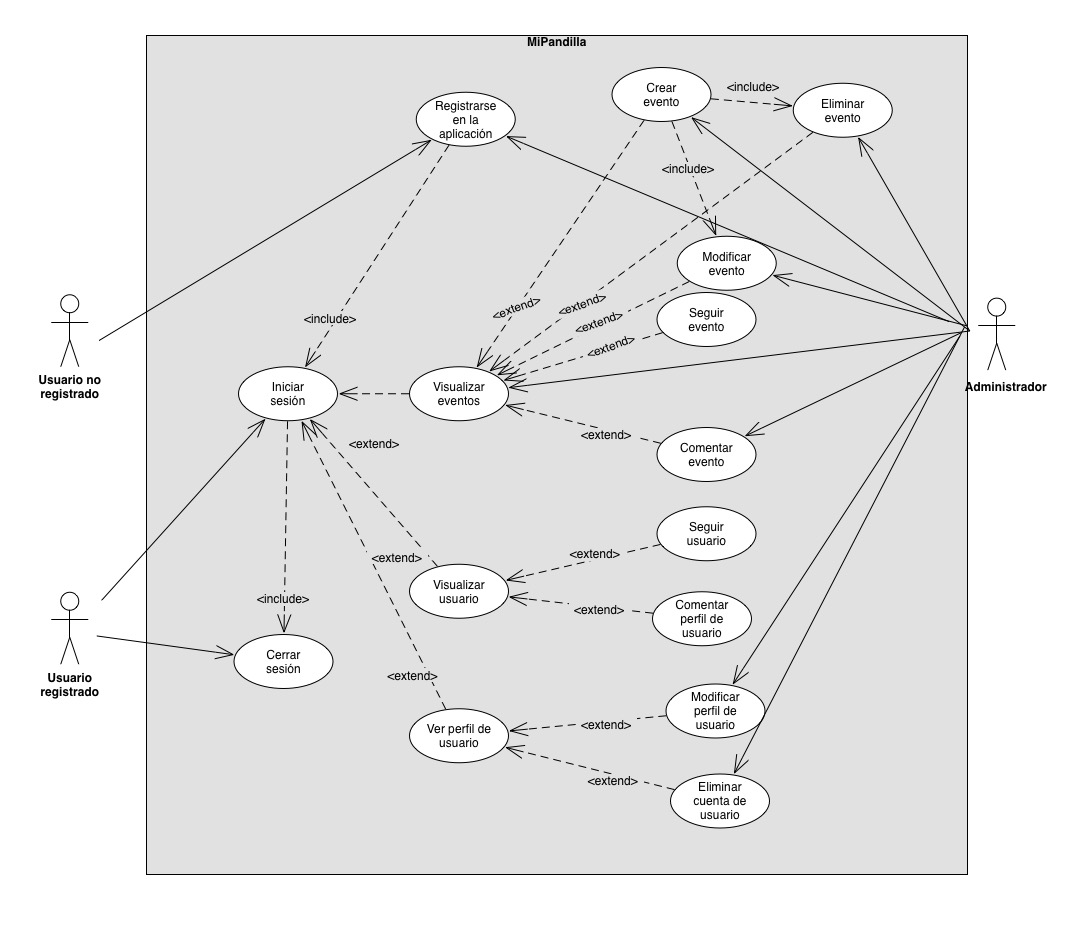 MiPandilla
Crear
evento
<include>
Eliminar
evento
Registrarse
en la
aplicación
<include>
Modificar
evento
<extend>
<extend>
<extend>
Seguir
evento
<include>
<extend>
Usuario no
registrado
Iniciar
sesión
Visualizar
eventos
Administrador
<extend>
<extend>
Comentar
evento
Seguir
usuario
<extend>
<extend>
Visualizar
usuario
<include>
<extend>
Comentar
perfil de
usuario
Usuario
registrado
Cerrar
sesión
<extend>
Ver perfil de
usuario
<extend>
Modificar
perfil de
usuario
<extend>
Eliminar
cuenta de
usuario